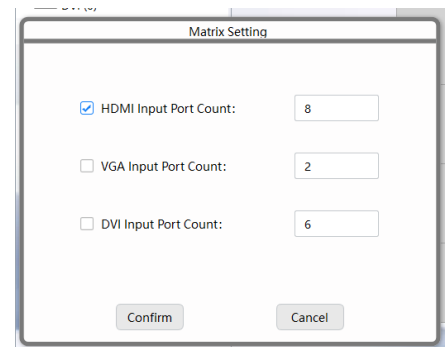 Matrix Setting
HDMI Input Port Count: 8
VGA Input Port Count: 2
DVI Input Port Count: 6
Confirm Cancel